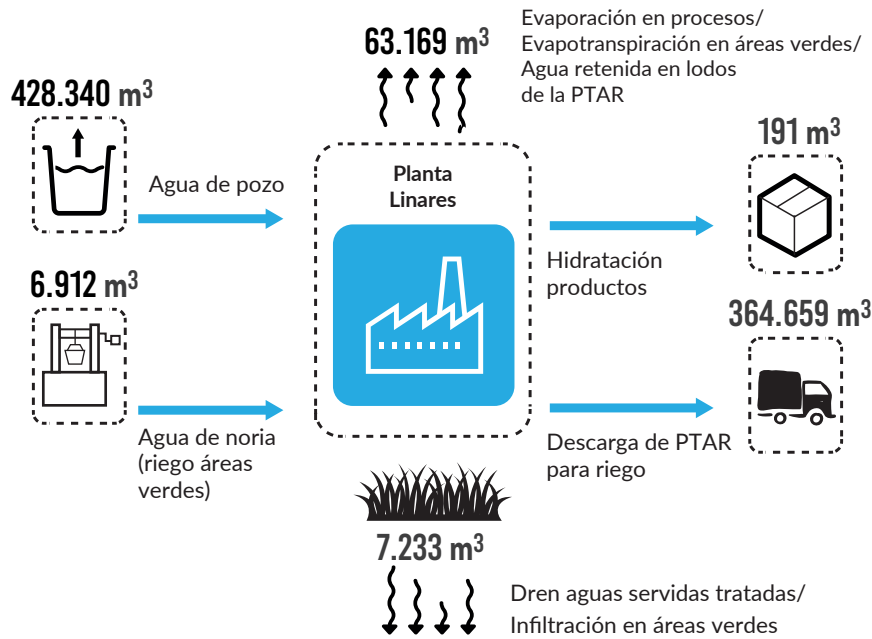 63.169 m³
Evaporación en procesos/
Evapotranspiración en áreas verdes/
Agua retenida en lodos
de la PTAR
428.340 m³
Agua de pozo
Planta
Linares
191 m³
Hidratación
productos
6.912 m³
Agua de noria
(riego áreas
verdes)
364.659 m³
Descarga de PTAR
para riego
7.233 m³
Dren aguas servidas tratadas/
Infiltración en áreas verdes